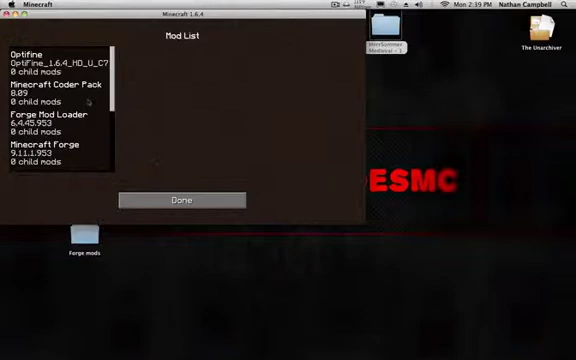 Minecraft
Mon 2:39 PM Nathan Campbell
Minecraft 1.6.4
Mod List
Optifine
OptiFine_1.6.4_HD_U_C7
0 child mods
Minecraft Coder Pack
8.09
0 child mods
Forge Mod Loader
6.4.45.953
0 child mods
Minecraft Forge
9.11.1.953
0 child mods
Done
The Unarchiver
ESMC
Forge mods